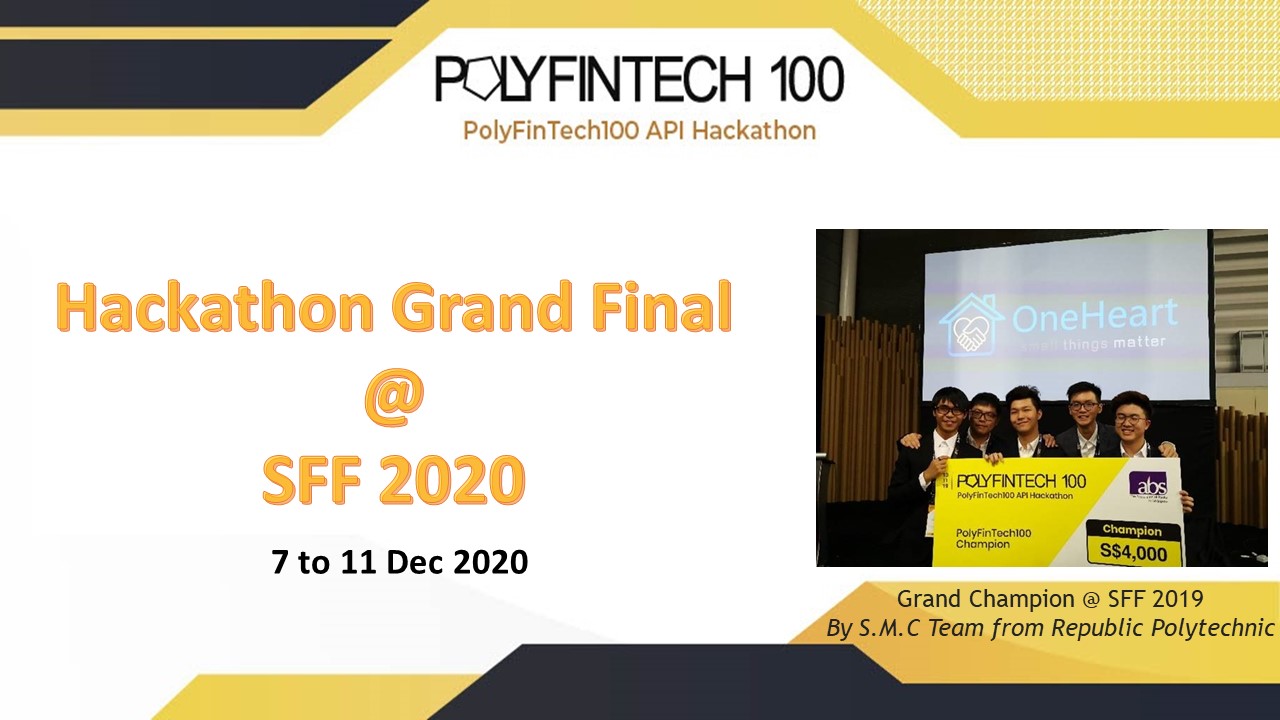 POLYFINTECH 100
PolyFinTech100 API Hackathon
Hackathon Grand Final
@
SFF 2020
7 to 11 Dec 2020
OneHeart
small things matter
POLYFINTECH 100
PolyFinTech100 API Hackathon
abs
PolyFinTech100
Champion
Champion
S$4,000
Grand Champion @ SFF 2019
By S.M.C Team from Republic Polytechnic